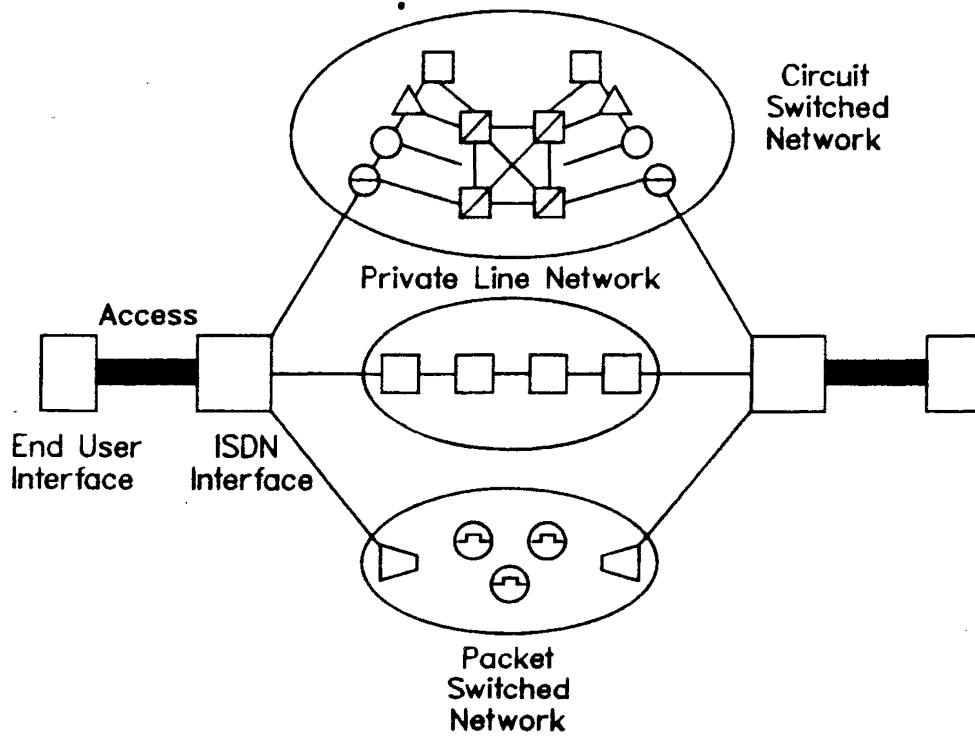 Circuit
Switched
Network
Private Line Network
Access
End User
Interface
ISDN
Interface
Packet
Switched
Network